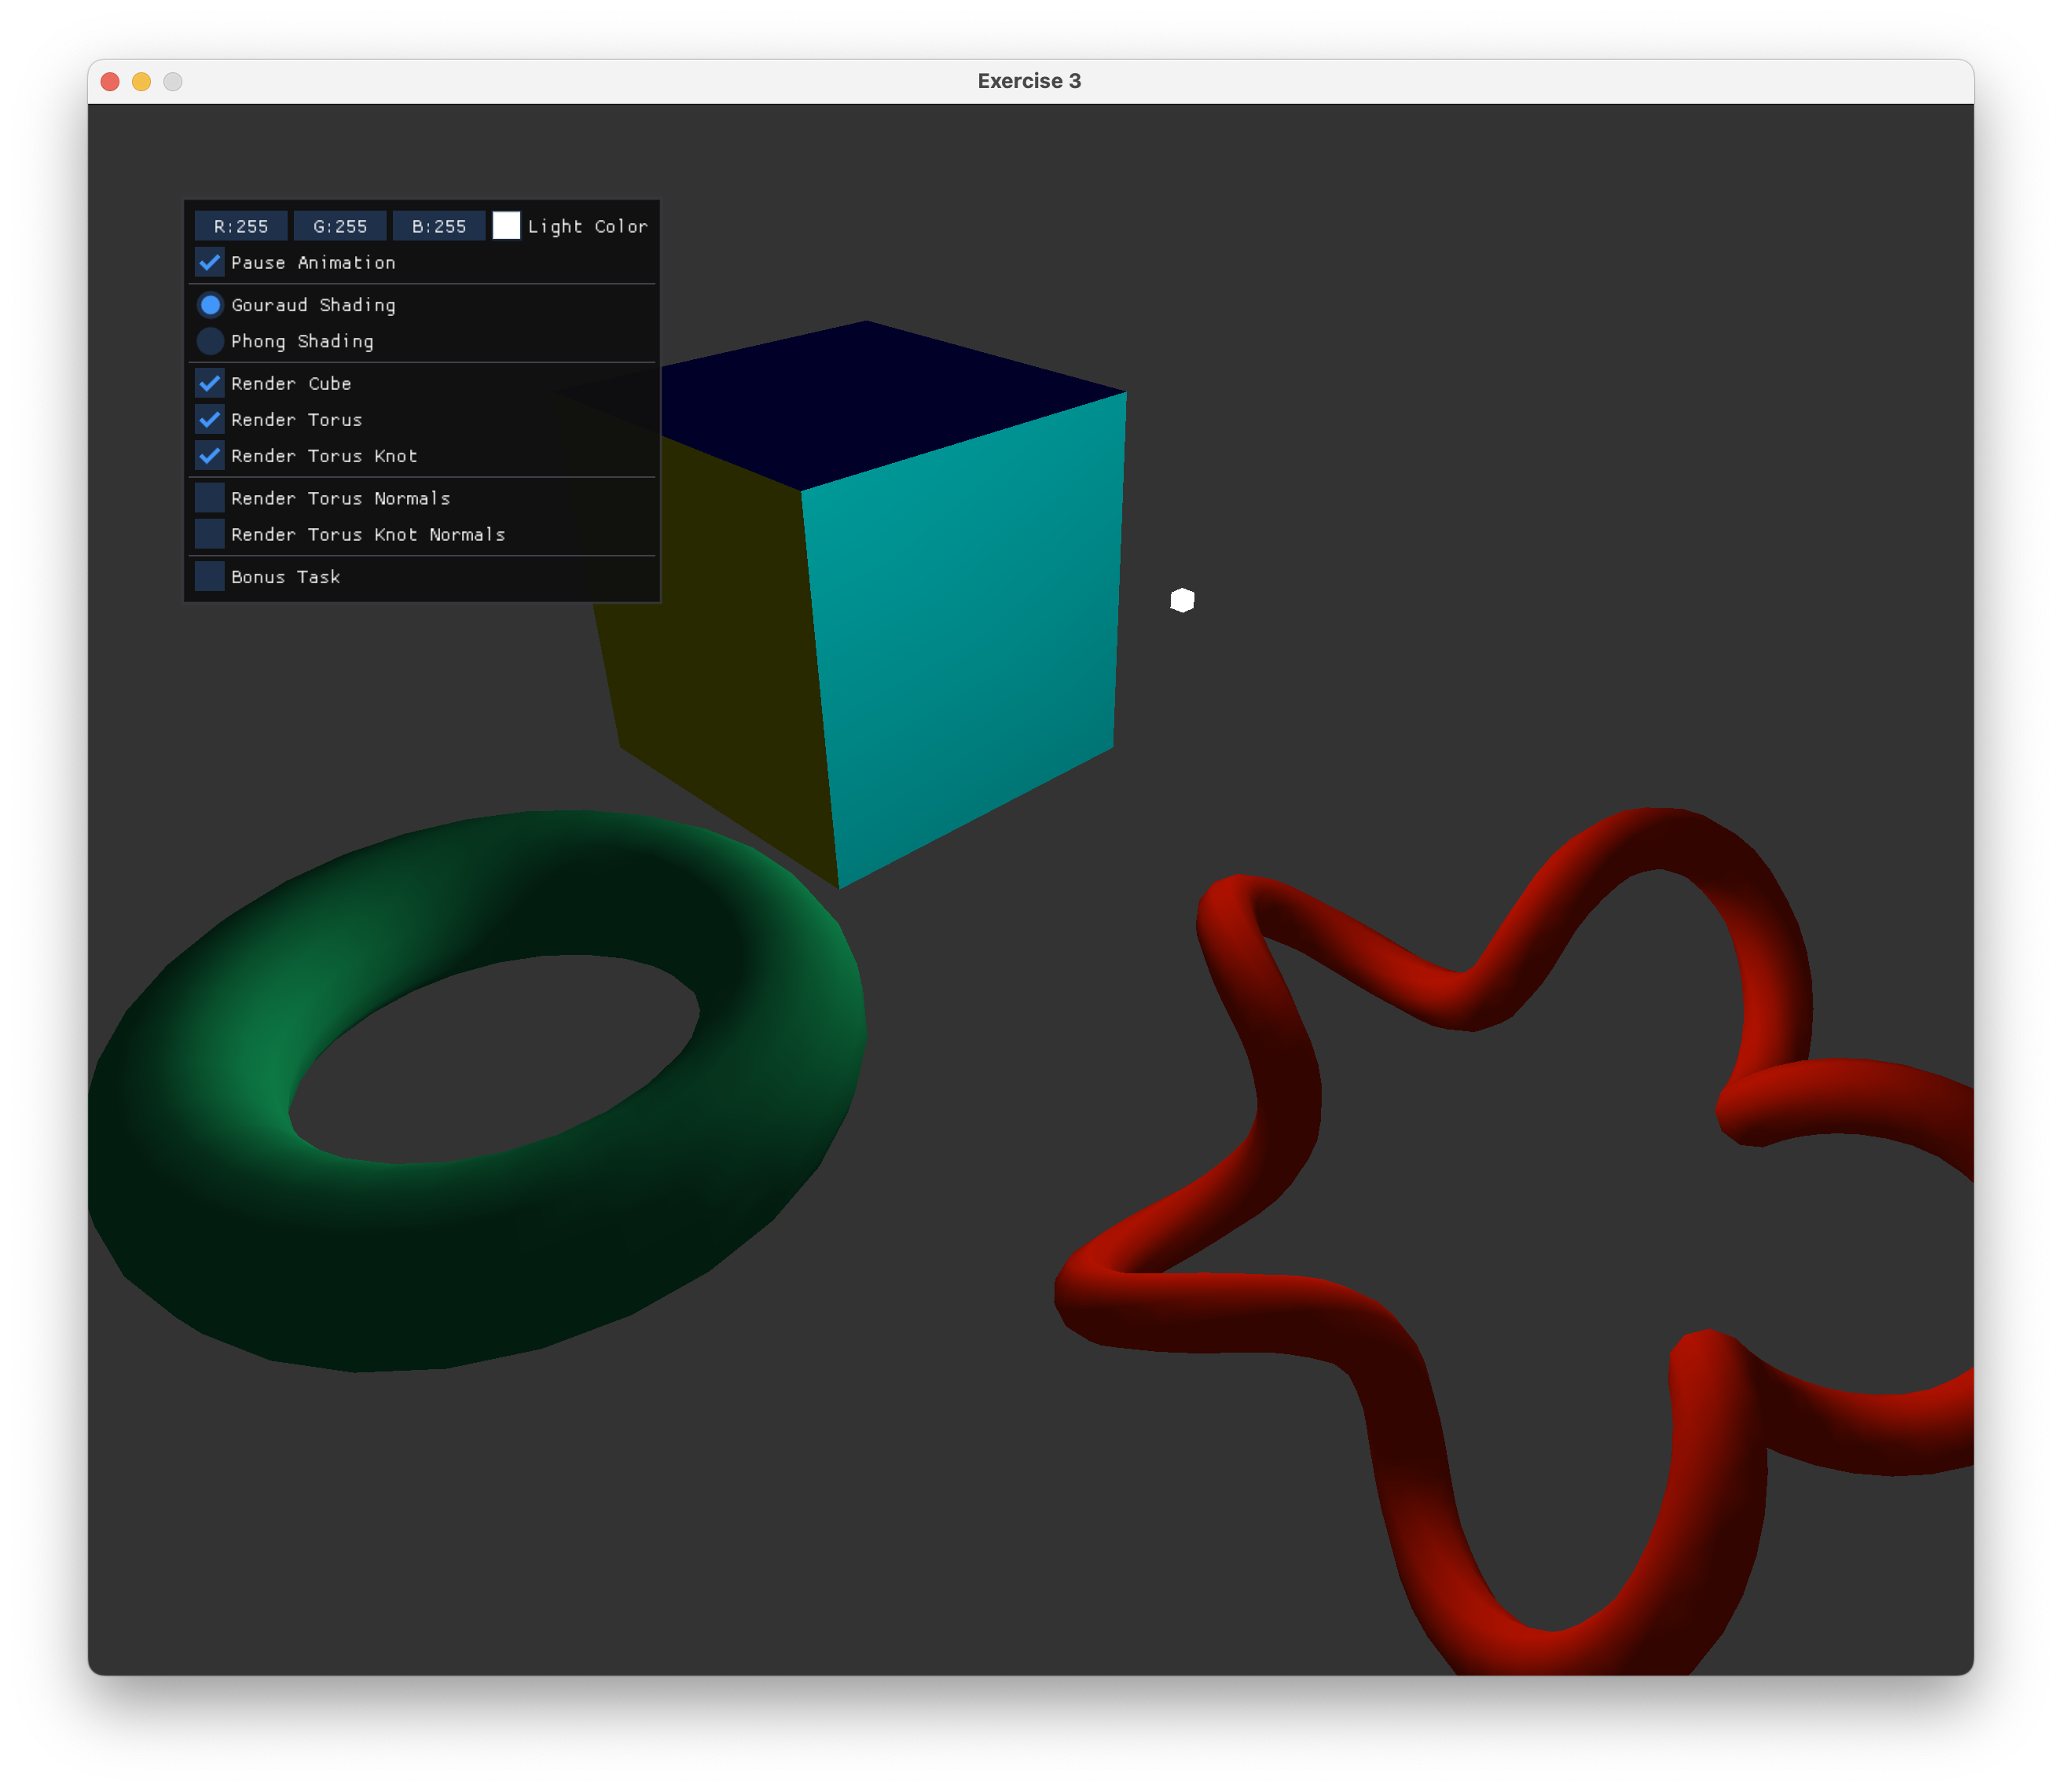 Exercise 3
R:255 G:255 B:255 Light Color
Pause Animation
Gouraud Shading
Phong Shading
Render Cube
Render Torus
Render Torus Knot
Render Torus Normals
Render Torus Knot Normals
Bonus Task